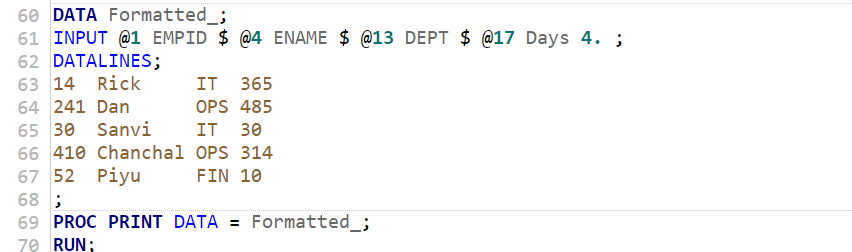 60 DATA Formatted_;
61 INPUT @1 EMPID $ @4 ENAME $ @13 DEPT $ @17 Days 4. ;
62 DATALINES;
63 14  Rick     IT  365
64 241 Dan      OPS 485
65 30  Sanvi    IT  30
66 410 Chanchal OPS 314
67 52  Piyu     FIN 10
68 ;
69 PROC PRINT DATA = Formatted_;
70 RUN;